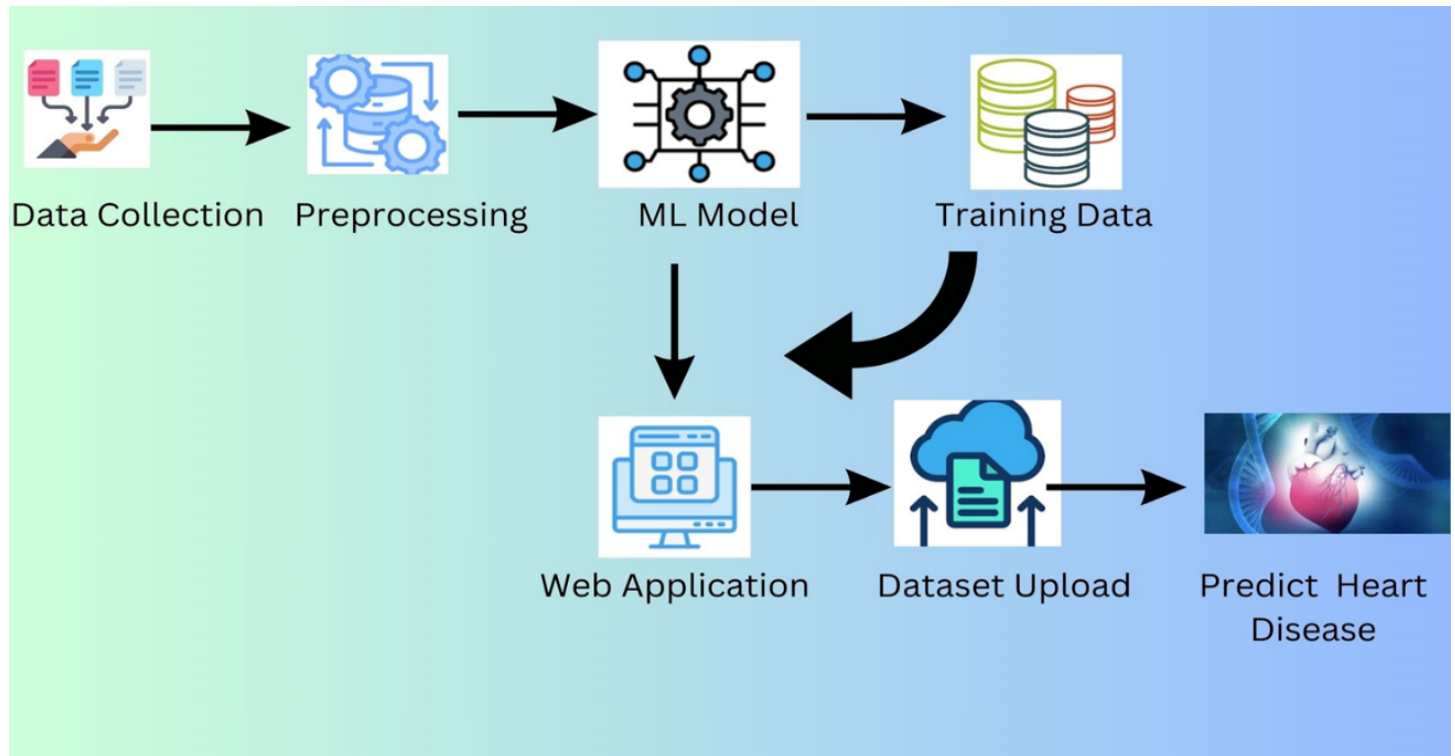 Data Collection
Preprocessing
ML Model
Training Data
Web Application
Dataset Upload
Predict Heart
Disease